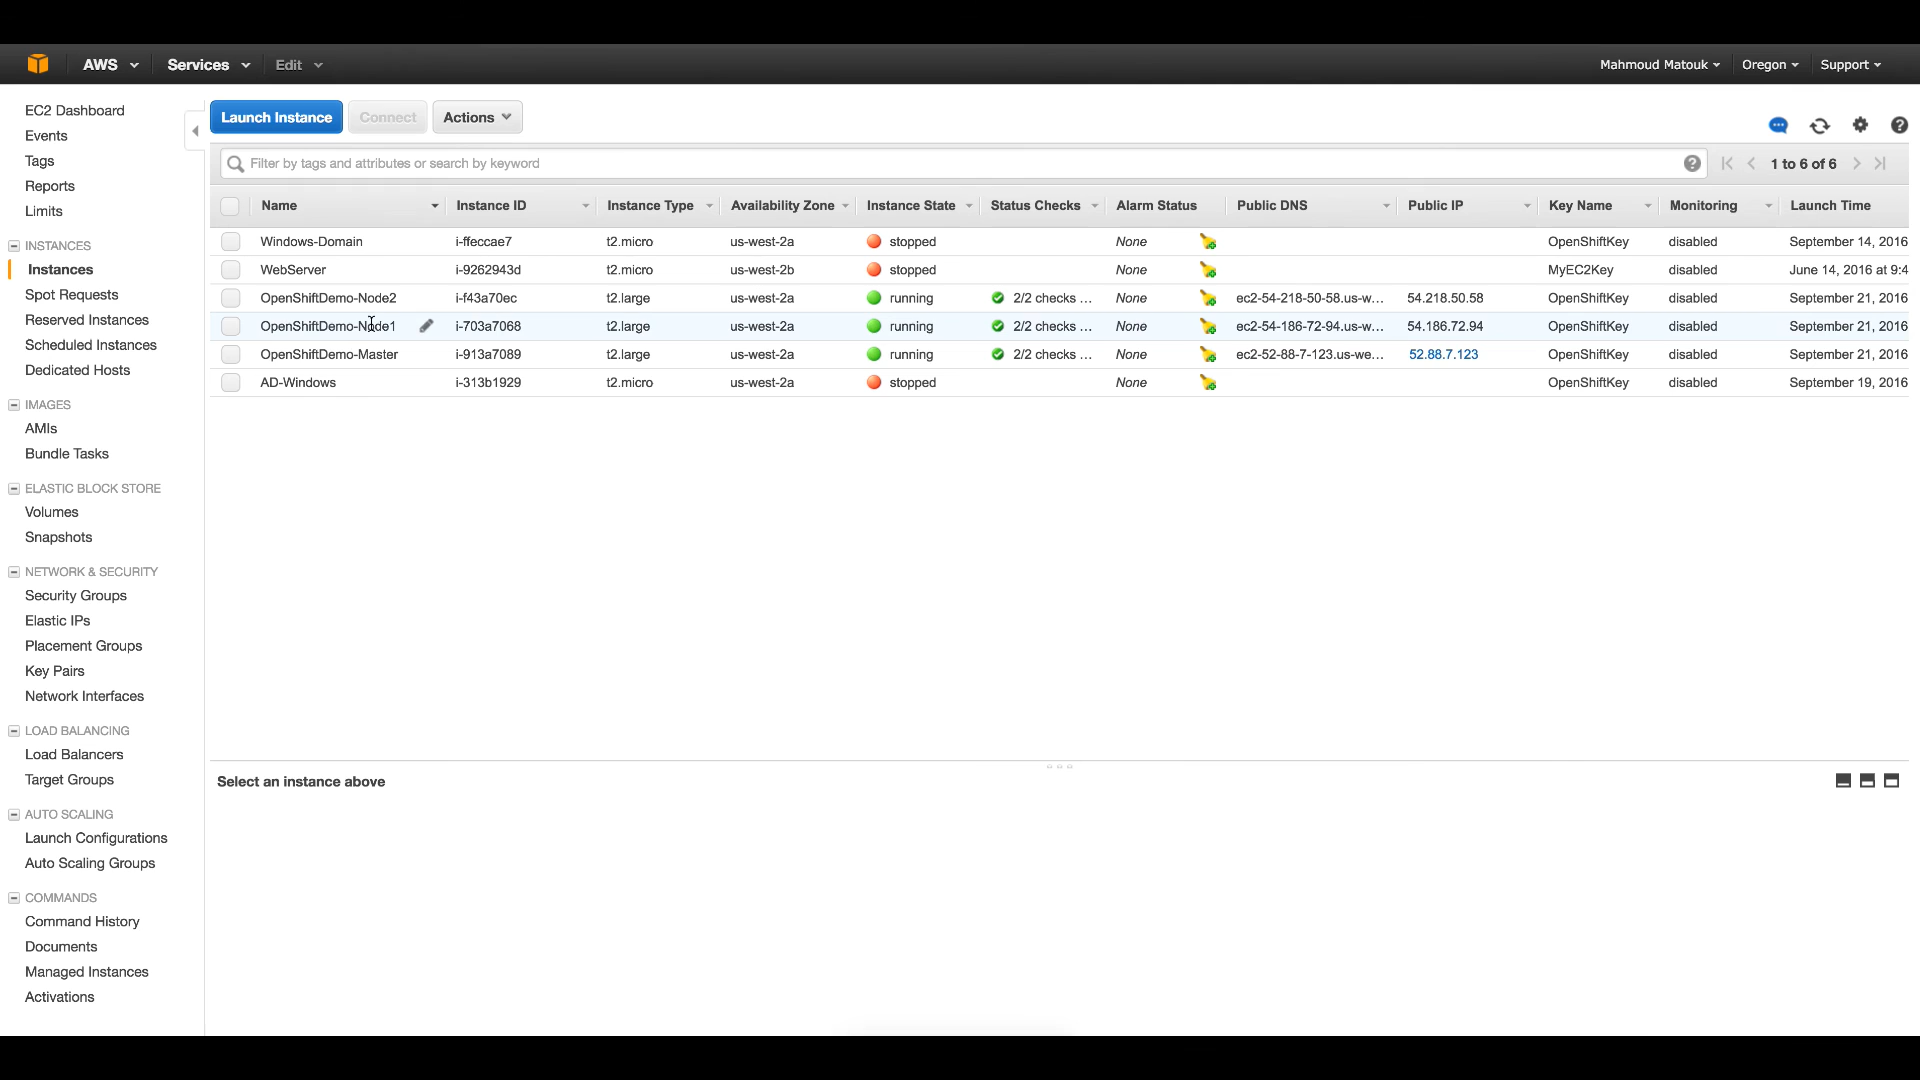 AWS Services Edit Mahmoud Matouk Oregon Support
EC2 Dashboard
Events
Tags
Reports
Limits
INSTANCES
Instances
Spot Requests
Reserved Instances
Scheduled Instances
Dedicated Hosts
IMAGES
AMIs
Bundle Tasks
ELASTIC BLOCK STORE
Volumes
Snapshots
NETWORK & SECURITY
Security Groups
Elastic IPs
Placement Groups
Key Pairs
Network Interfaces
LOAD BALANCING
Load Balancers
Target Groups
AUTO SCALING
Launch Configurations
Auto Scaling Groups
COMMANDS
Command History
Documents
Managed Instances
Activations
Launch Instance Connect Actions
Filter by tags and attributes or search by keyword 1 to 6 of 6
Name Instance ID Instance Type Availability Zone Instance State Status Checks Alarm Status Public DNS Public IP Key Name Monitoring Launch Time
Windows-Domain i-ffeccae7 t2.micro us-west-2a stopped None OpenShiftKey disabled September 14, 2016
WebServer i-9262943d t2.micro us-west-2b stopped None MyEC2Key disabled June 14, 2016 at 9:4
OpenShiftDemo-Node2 i-f43a70ec t2.large us-west-2a running 2/2 checks ... None ec2-54-218-50-58.us-w... 54.218.50.58 OpenShiftKey disabled September 21, 2016
OpenShiftDemo-Node1 i-703a7068 t2.large us-west-2a running 2/2 checks ... None ec2-54-186-72-94.us-w... 54.186.72.94 OpenShiftKey disabled September 21, 2016
OpenShiftDemo-Master i-913a7089 t2.large us-west-2a running 2/2 checks ... None ec2-52-88-7-123.us-we... 52.88.7.123 OpenShiftKey disabled September 21, 2016
AD-Windows i-313b1929 t2.micro us-west-2a stopped None OpenShiftKey disabled September 19, 2016
Select an instance above